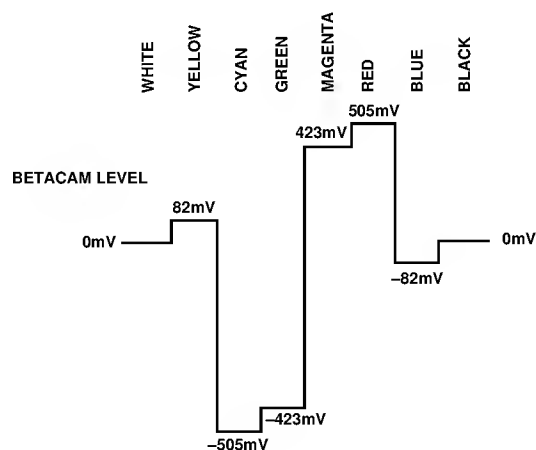 WHITE
YELLOW
CYAN
GREEN
MAGENTA
RED
BLUE
BLACK
505mV
423mV
BETACAM LEVEL
82mV
0mV
0mV
–82mV
–423mV
–505mV